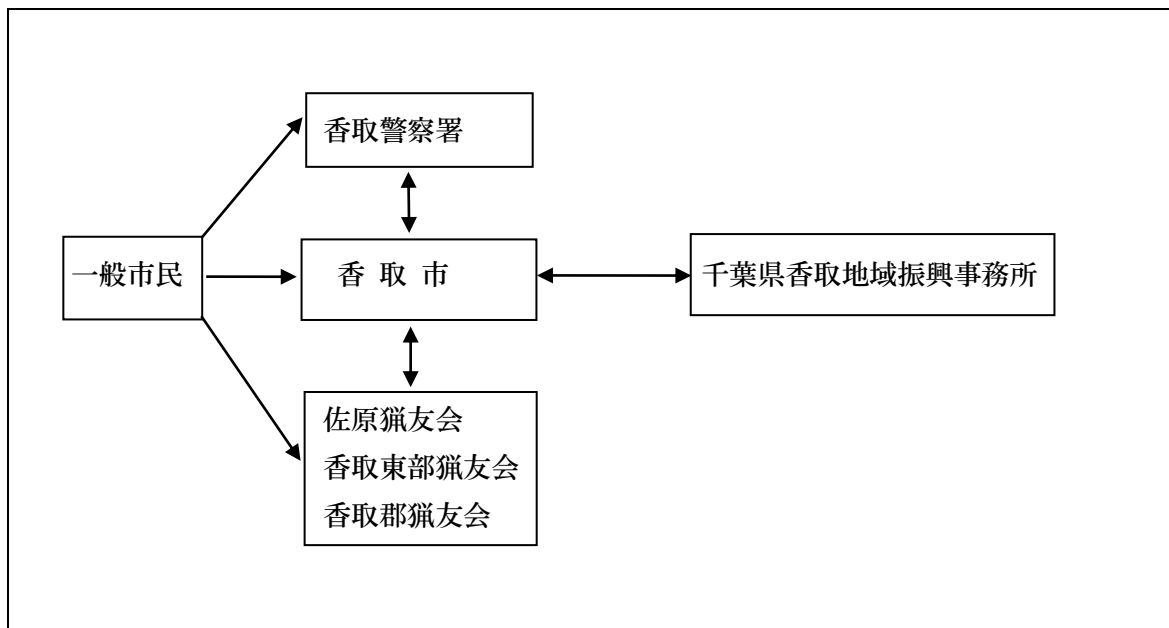 香取警察署
一般市民
香 取 市
千葉県香取地域振興事務所
佐原猟友会
香取東部猟友会
香取郡猟友会